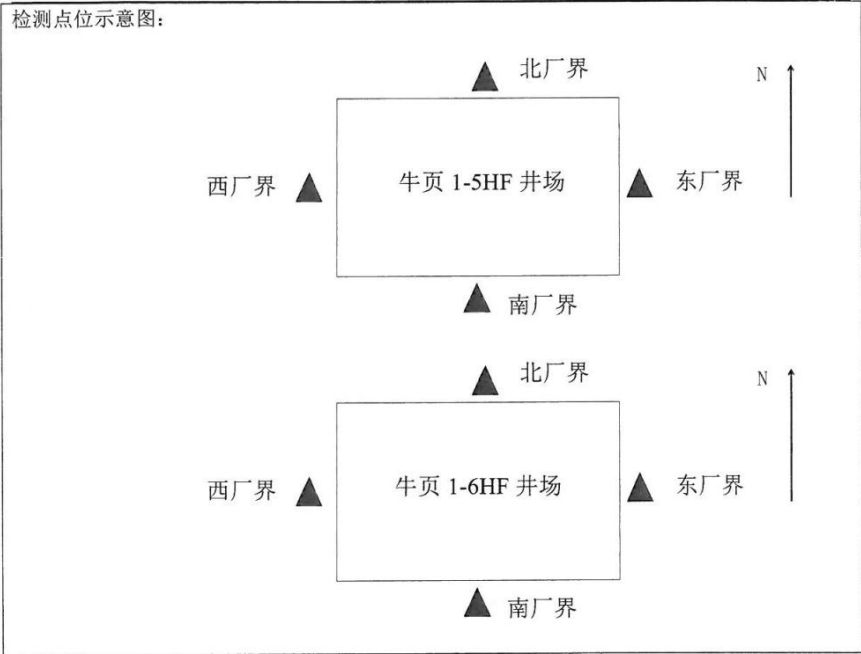 检测点位示意图：
北厂界
N
西厂界
牛页 1-5HF 井场
东厂界
南厂界
北厂界
N
西厂界
牛页 1-6HF 井场
东厂界
南厂界